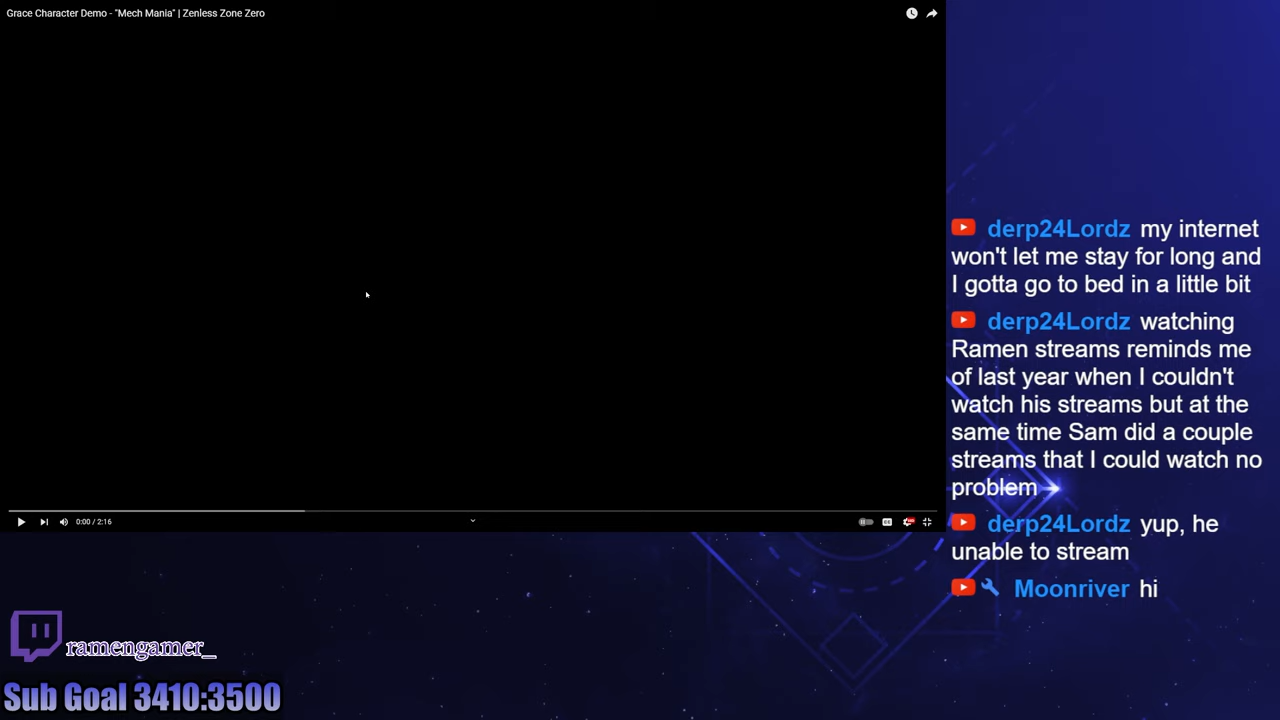 Grace Character Demo - "Mech Mania" | Zenless Zone Zero
derp24Lordz my internet
won't let me stay for long and
I gotta go to bed in a little bit
derp24Lordz watching
Ramen streams reminds me
of last year when I couldn't
watch his streams but at the
same time Sam did a couple
streams that I could watch no
problem
derp24Lordz yup, he
unable to stream
Moonriver hi
0:00 / 2:16
ramengamer_
Sub Goal 3410:3500